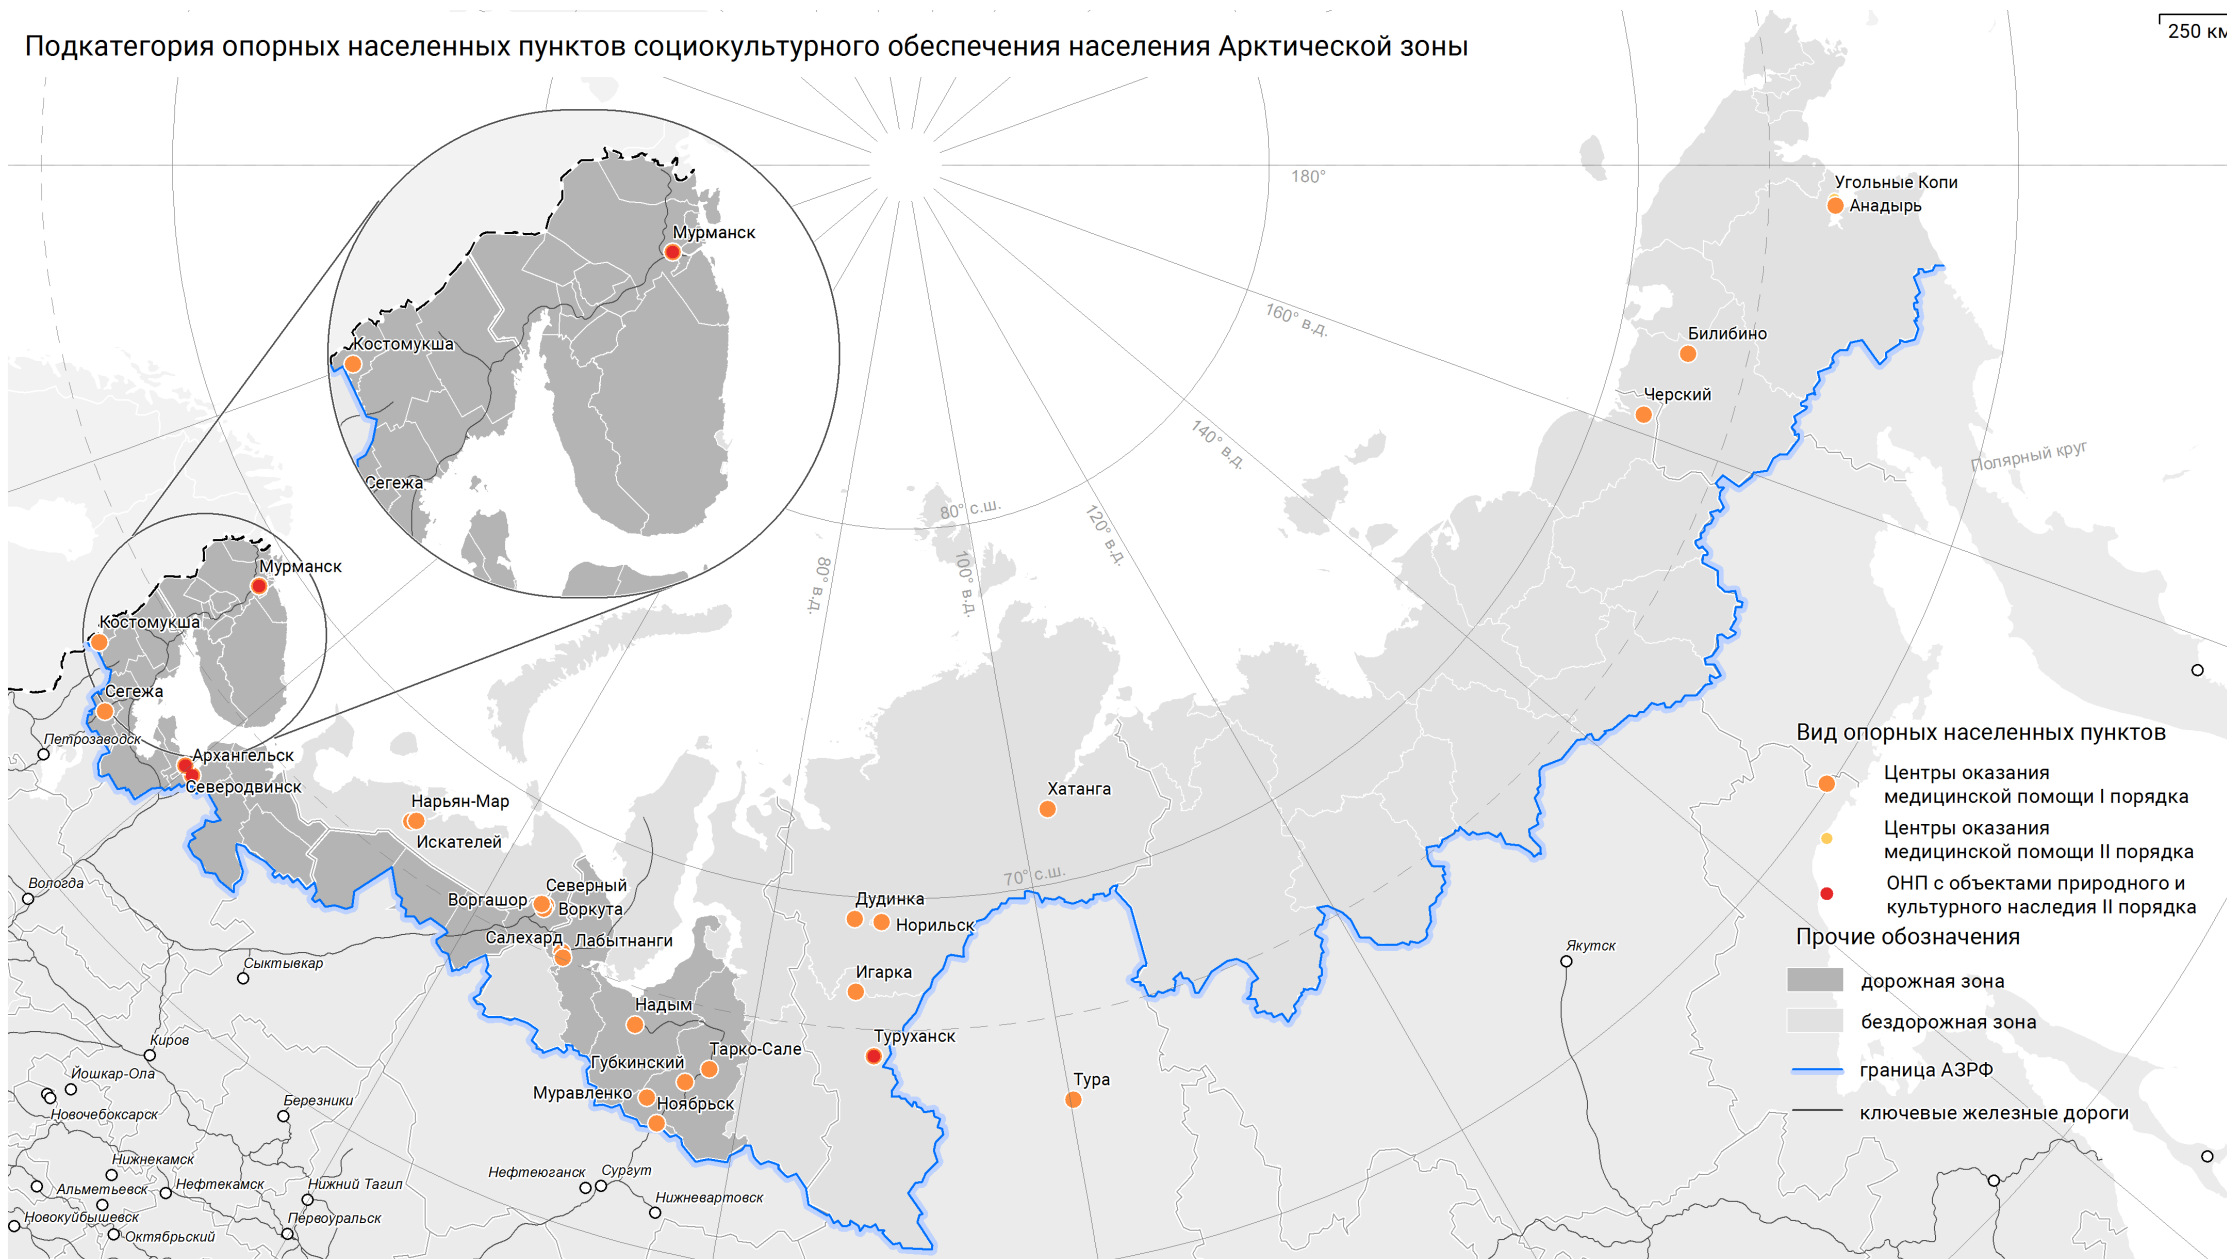 Подкатегория опорных населенных пунктов социокультурного обеспечения населения Арктической зоны
250 км
180°
160° в.д.
140° в.д.
120° в.д.
100° в.д.
80° в.д.
80° с.ш.
70° с.ш.
Полярный круг
Угольные Копи
Анадырь
Билибино
Черский
Мурманск
Костомукша
Сегежа
Мурманск
Костомукша
Сегежа
Петрозаводск
Архангельск
Северодвинск
Нарьян-Мар
Искателей
Хатанга
Вологда
Северный
Воргашор
Воркута
Дудинка
Норильск
Салехард
Лабытнанги
Сыктывкар
Игарка
Якутск
Надым
Туруханск
Киров
Тарко-Сале
Губкинский
Йошкар-Ола
Тура
Муравленко
Ноябрьск
Новочебоксарск
Березники
Нижнекамск
Нефтеюганск
Сургут
Альметьевск
Нефтекамск
Нижний Тагил
Нижневартовск
Новокуйбышевск
Первоуральск
Октябрьский
Вид опорных населенных пунктов
Центры оказания
медицинской помощи I порядка
Центры оказания
медицинской помощи II порядка
ОНП с объектами природного и
культурного наследия II порядка
Прочие обозначения
дорожная зона
бездорожная зона
граница АЗРФ
ключевые железные дороги